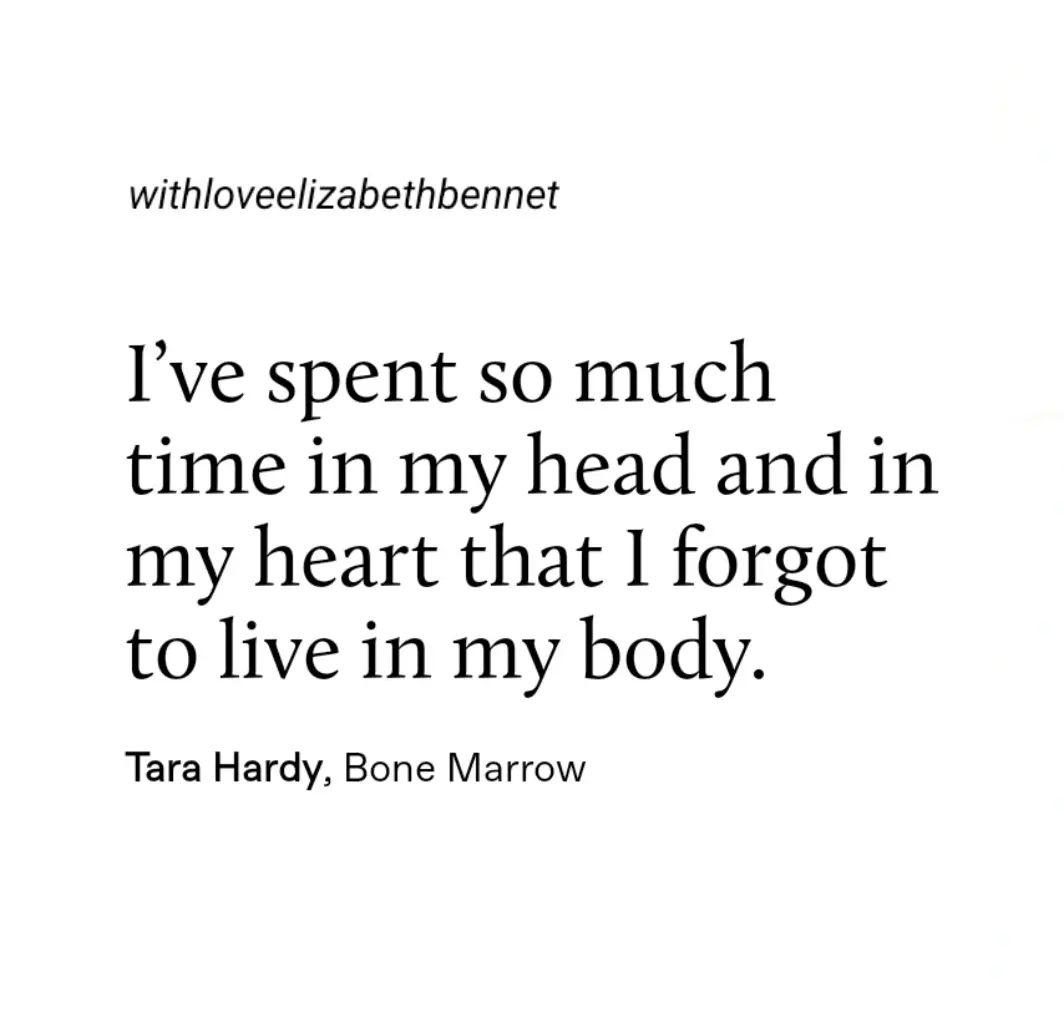 withloveelizabethbennet
I’ve spent so much
time in my head and in
my heart that I forgot
to live in my body.
Tara Hardy, Bone Marrow